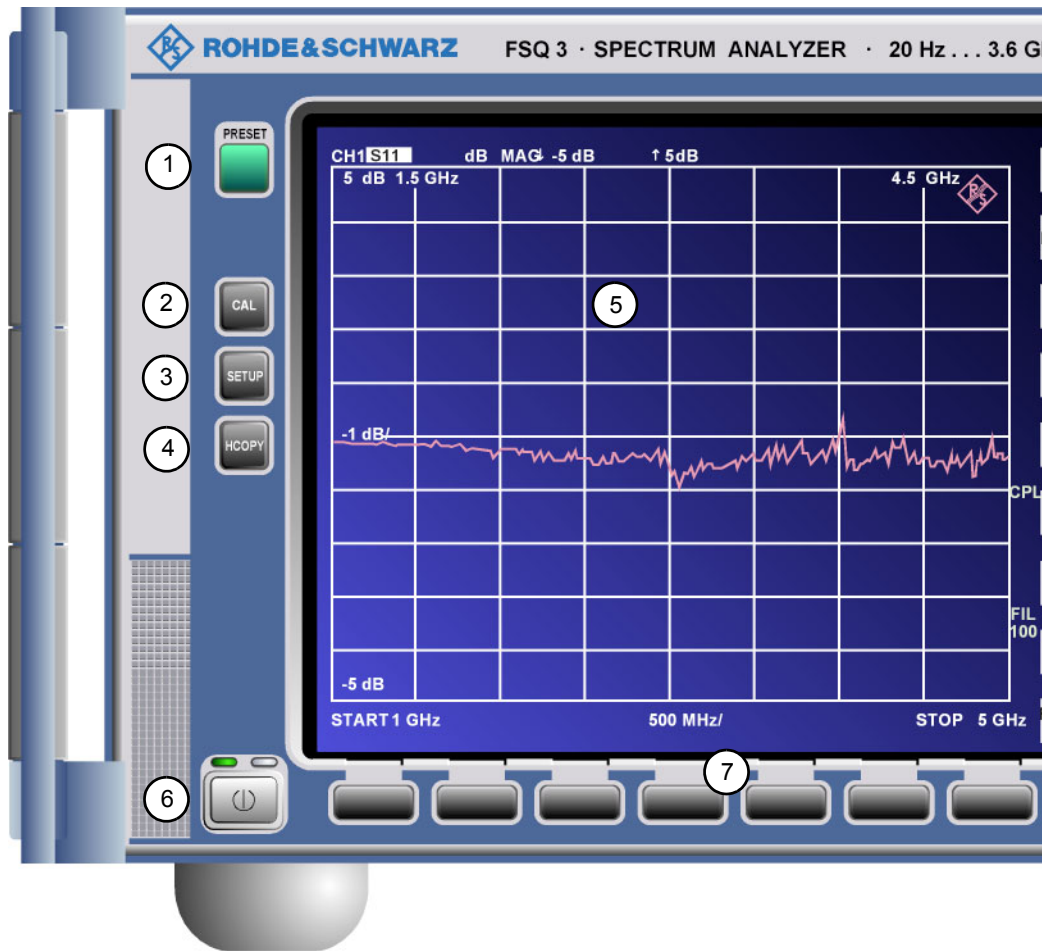 R S ROHDE&SCHWARZ FSQ 3 · SPECTRUM ANALYZER · 20 Hz . . . 3.6 G
PRESET
1
CH1 S11 dB MAG -5 dB ↑ 5dB
5 dB 1.5 GHz 4.5 GHz R S
2 CAL
5
3 SETUP
4 HCOPY
-1 dB/
CPL
FIL
100
-5 dB
START 1 GHz 500 MHz/ STOP 5 GHz
7
6